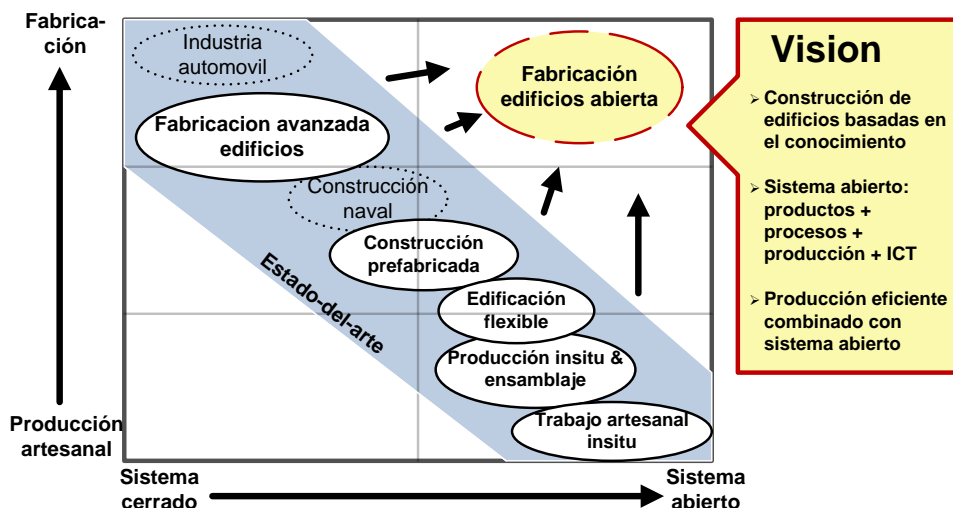 Fabrica-
ción
Industria
automovil
Fabricación
edificios abierta
Fabricacion avanzada
edificios
Construcción
naval
Construcción
prefabricada
Estado-del-arte
Edificación
flexible
Producción insitu &
ensamblaje
Trabajo artesanal
insitu
Producción
artesanal
Sistema
cerrado
Sistema
abierto
Vision
➢ Construcción de
edificios basadas en
el conocimiento
➢ Sistema abierto:
productos +
procesos +
producción + ICT
➢ Producción eficiente
combinado con
sistema abierto